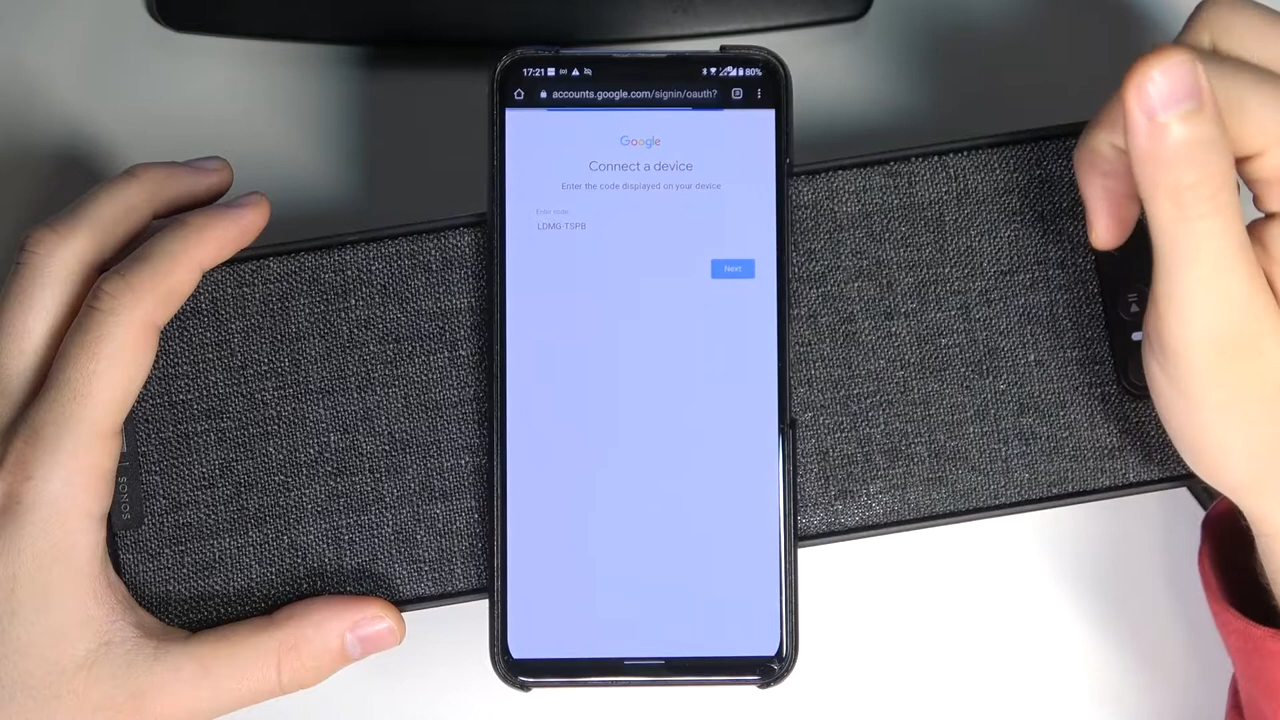 17:21
80%
accounts.google.com/signin/oauth?
Google
Connect a device
Enter the code displayed on your device
Enter code
LDMG-TSPB
Next
SONOS